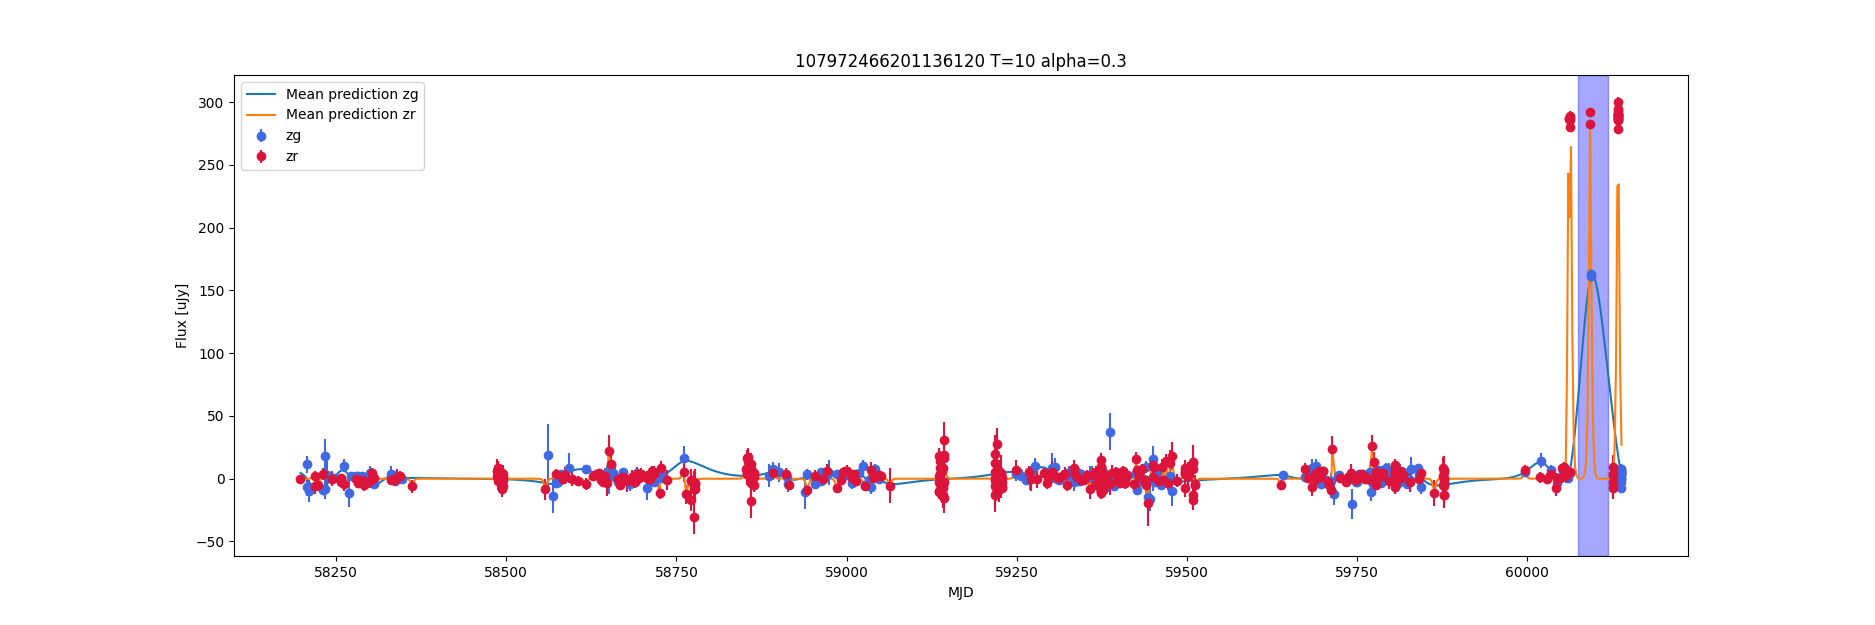 107972466201136120 T=10 alpha=0.3
Mean prediction zg
Mean prediction zr
zg
zr
Flux [uJy]
300
250
200
150
100
50
0
−50
58250 58500 58750 59000 59250 59500 59750 60000
MJD